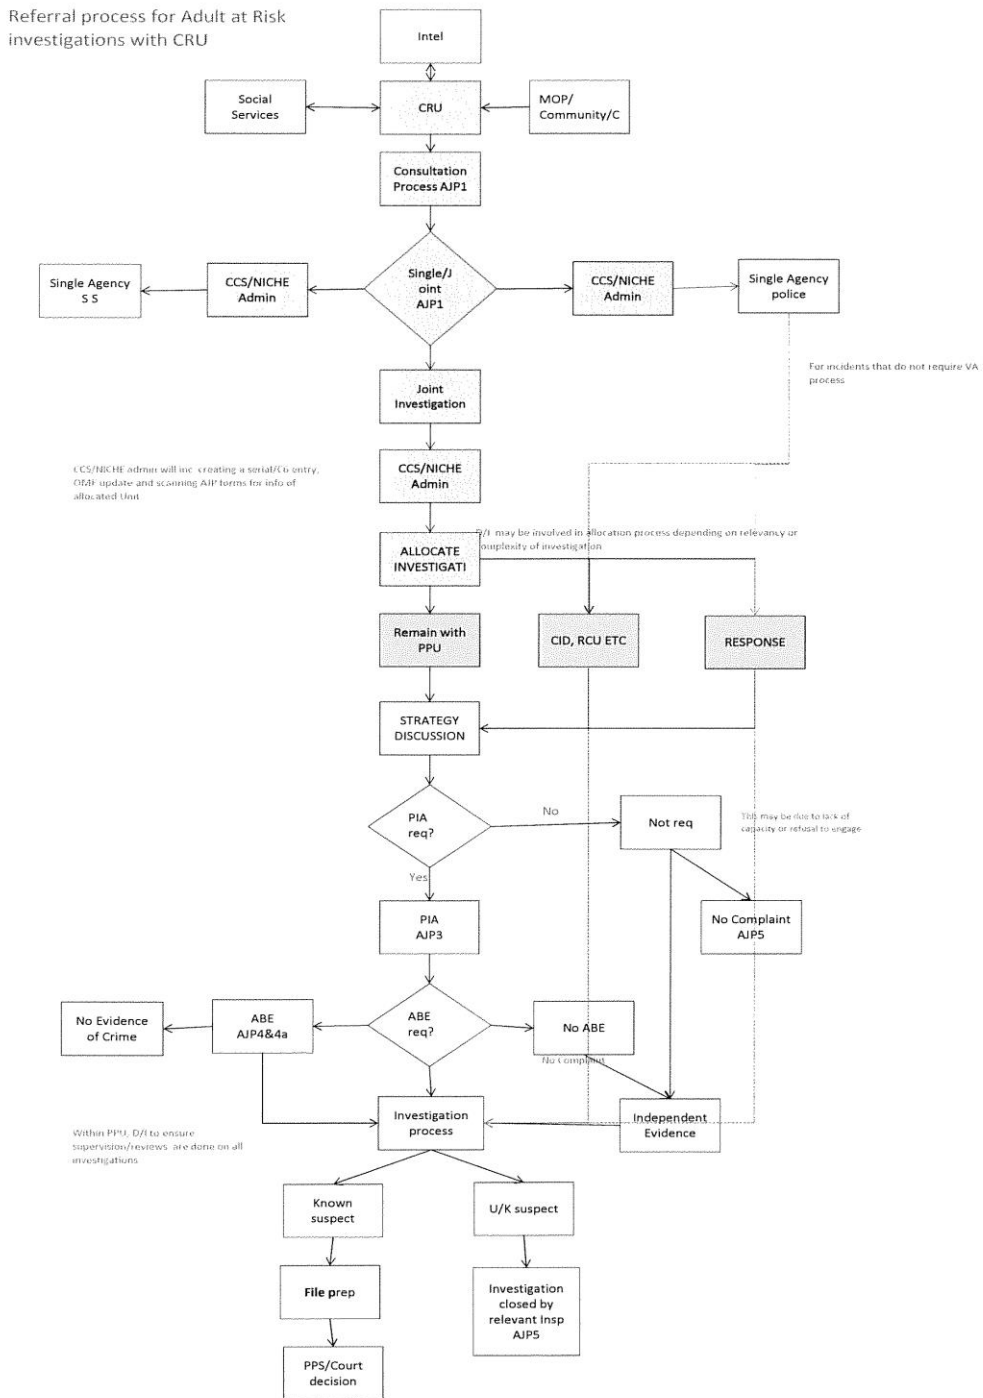 Referral process for Adult at Risk
investigations with CRU
Intel
Social
Services
CRU
MOP/
Community/C
Consultation
Process AJP1
Single Agency
S S
CCS/NICHE
Admin
Single/J
oint
AJP1
CCS/NICHE
Admin
Single Agency
police
For incidents that do not require VA
process
Joint
Investigation
CCS/NICHE admin will inc creating a serial/C6 entry,
OMF update and scanning AJP forms for info of
allocated Unit
CCS/NICHE
Admin
D/I may be involved in allocation process depending on relevancy or
complexity of investigation
ALLOCATE
INVESTIGATI
Remain with
PPU
CID, RCU ETC
RESPONSE
STRATEGY
DISCUSSION
PIA
req?
No
Not req
This may be due to lack of
capacity or refusal to engage
Yes
PIA
AJP3
No Complaint
AJP5
No Evidence
of Crime
ABE
AJP4&4a
ABE
req?
No ABE
No Complaint
Investigation
process
Independent
Evidence
Within PPU, D/I to ensure
supervision/reviews are done on all
investigations
Known
suspect
U/K suspect
File prep
Investigation
closed by
relevant Insp
AJP5
PPS/Court
decision